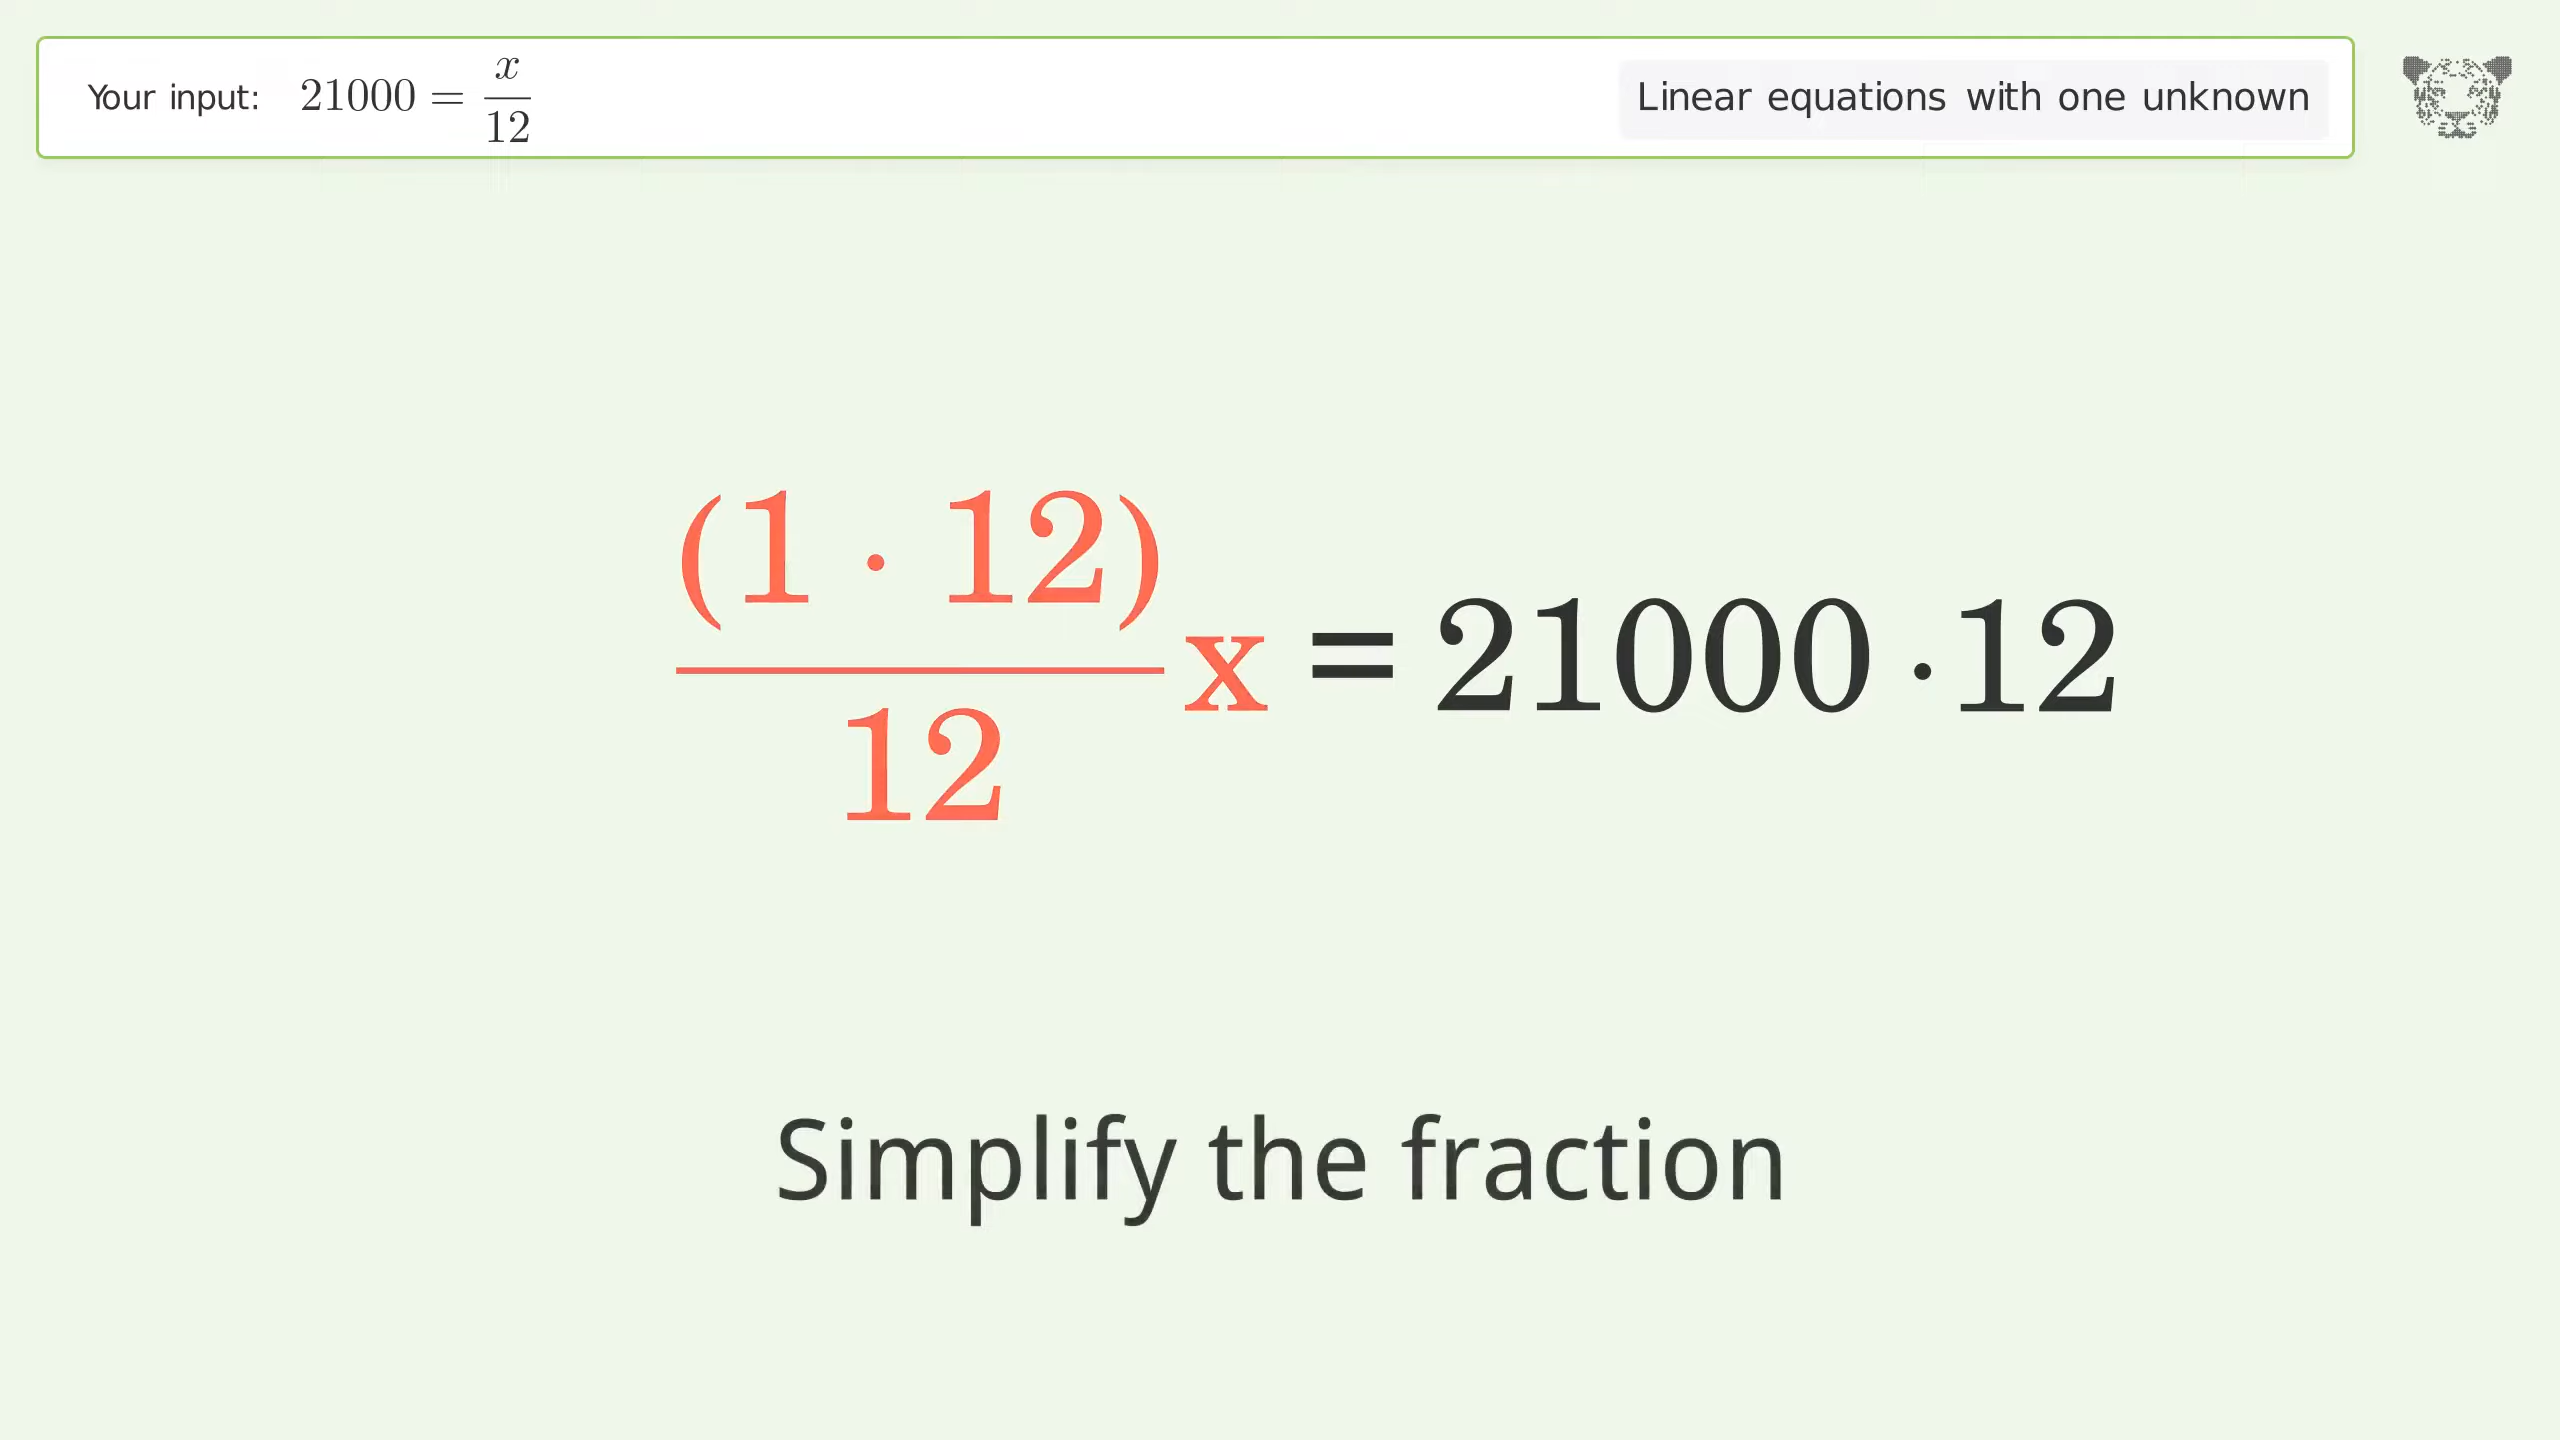 Your input: 21000 = x/12
Linear equations with one unknown
(1 · 12)/12 x = 21000 · 12
Simplify the fraction